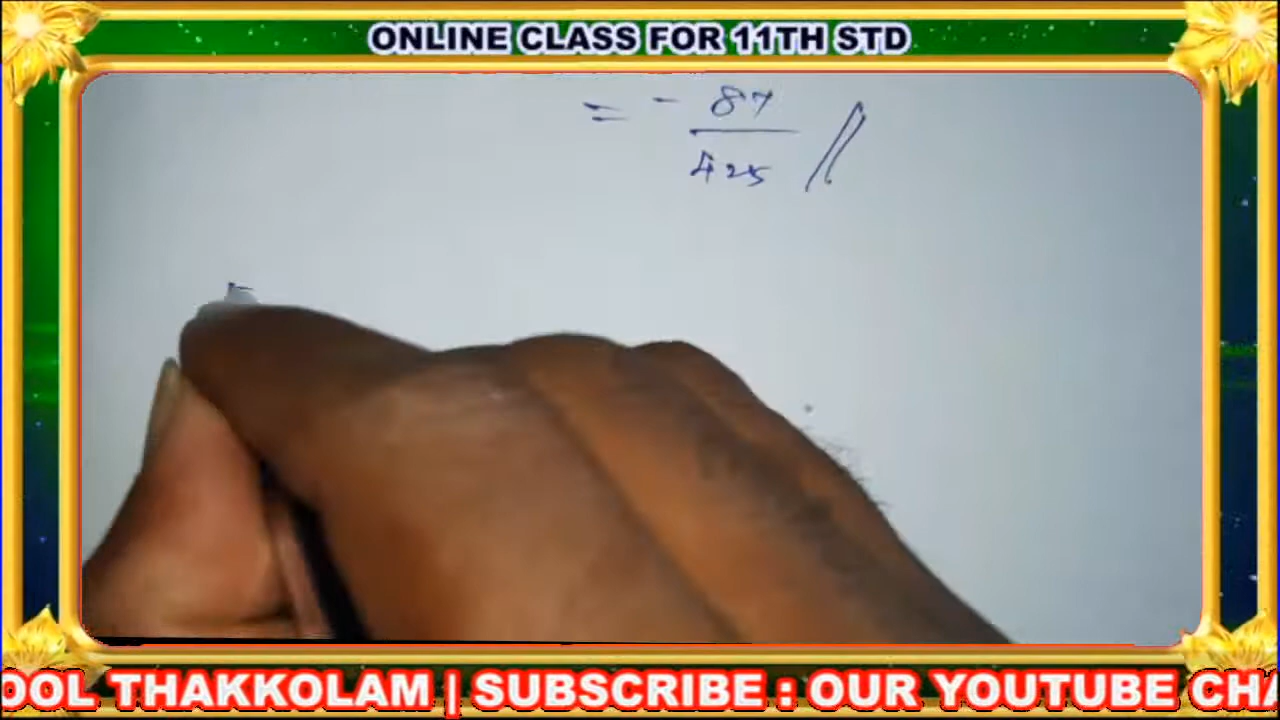 ONLINE CLASS FOR 11TH STD
= - 87
425 //
OOL THAKKOLAM | SUBSCRIBE : OUR YOUTUBE CHA